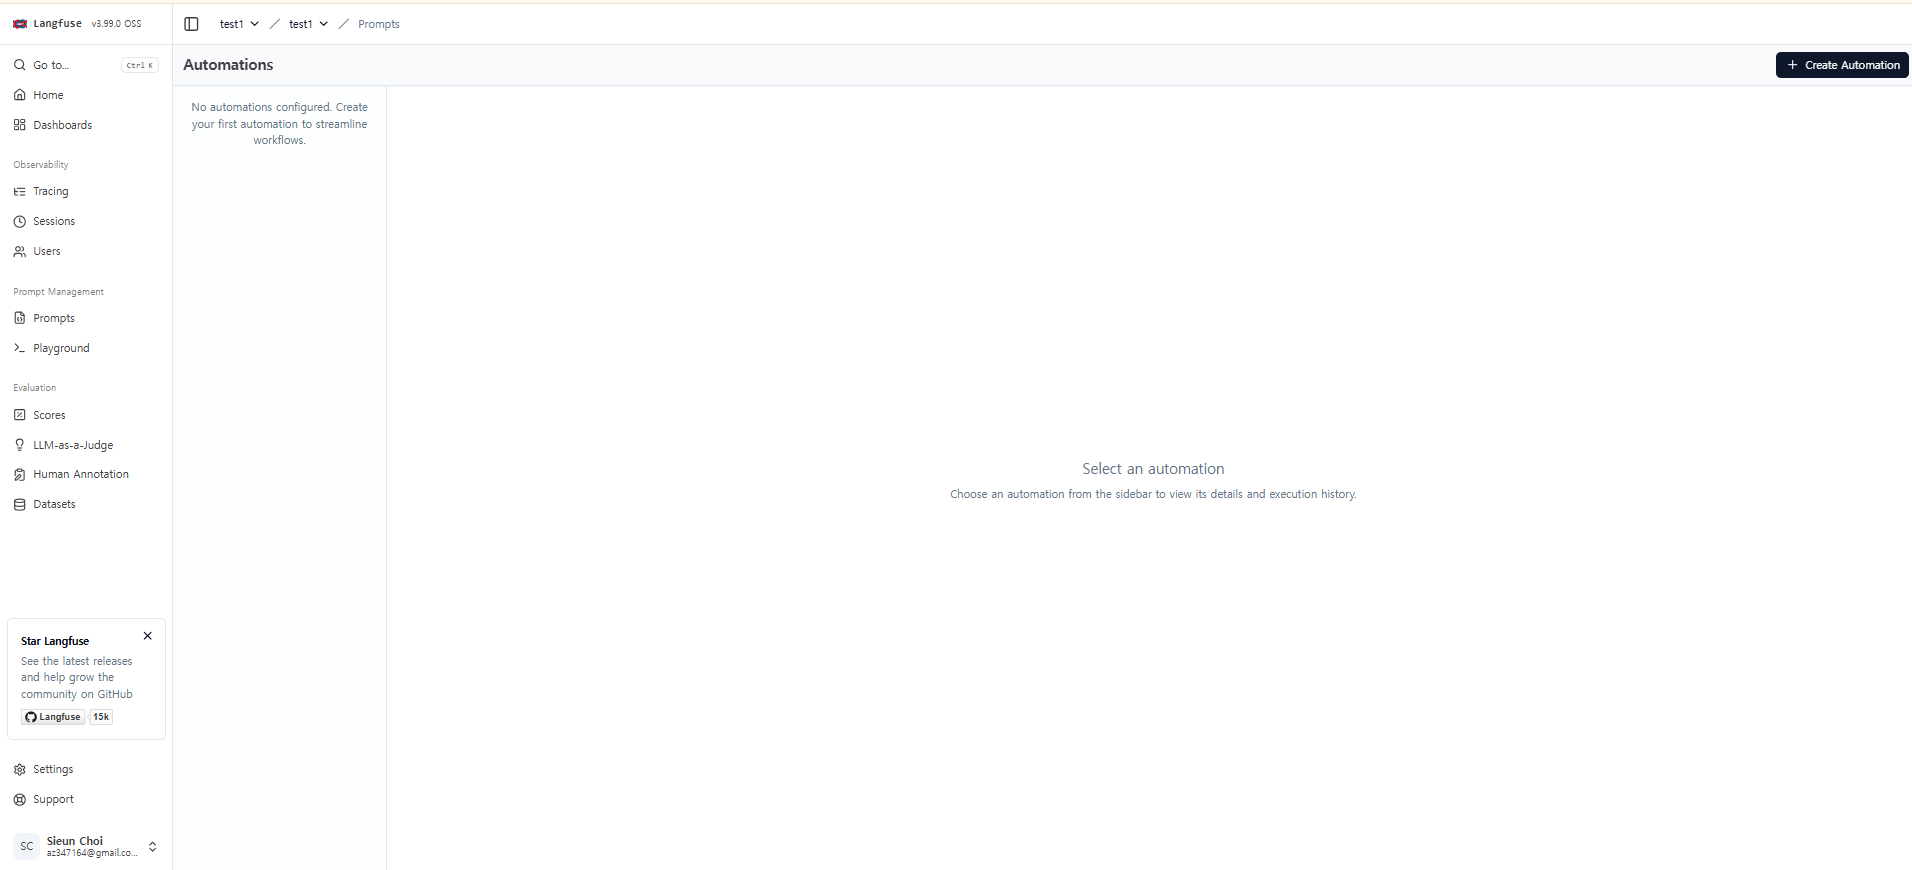 Langfuse v3.99.0 OSS
test1 / test1 / Prompts
Go to... Ctrl K
Home
Dashboards
Observability
Tracing
Sessions
Users
Prompt Management
Prompts
Playground
Evaluation
Scores
LLM-as-a-Judge
Human Annotation
Datasets
Star Langfuse
See the latest releases
and help grow the
community on GitHub
Langfuse 15k
Settings
Support
SC Sieun Choi
az347164@gmail.co...
Automations
+ Create Automation
No automations configured. Create
your first automation to streamline
workflows.
Select an automation
Choose an automation from the sidebar to view its details and execution history.